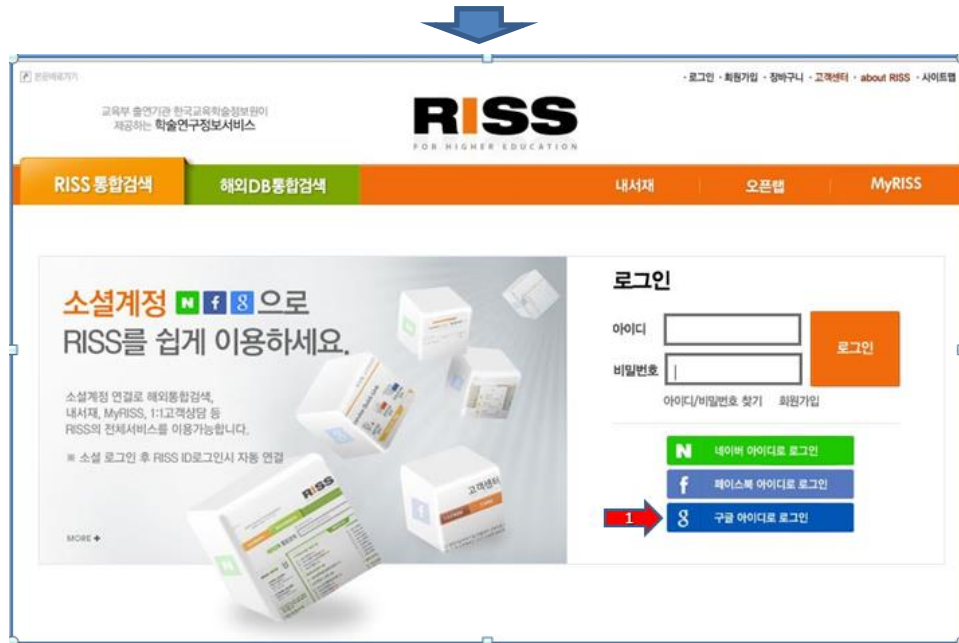 본문바로가기
· 로그인 · 회원가입 · 장바구니 · 고객센터 · about RISS · 사이트맵
교육부 출연기관 한국교육학술정보원이
제공하는 학술연구정보서비스
RISS
FOR HIGHER EDUCATION
RISS 통합검색 해외DB통합검색 내서재 오픈랩 MyRISS
소셜계정 N f 8 으로
RISS를 쉽게 이용하세요.
소셜계정 연결로 해외통합검색,
내서재, MyRISS, 1:1고객상담 등
RISS의 전체서비스를 이용가능합니다.
※ 소셜 로그인 후 RISS ID로그인시 자동 연결
MORE +
RISS
고객센터
로그인
아이디
비밀번호
로그인
아이디/비밀번호 찾기 회원가입
N 네이버 아이디로 로그인
f 페이스북 아이디로 로그인
1 8 구글 아이디로 로그인